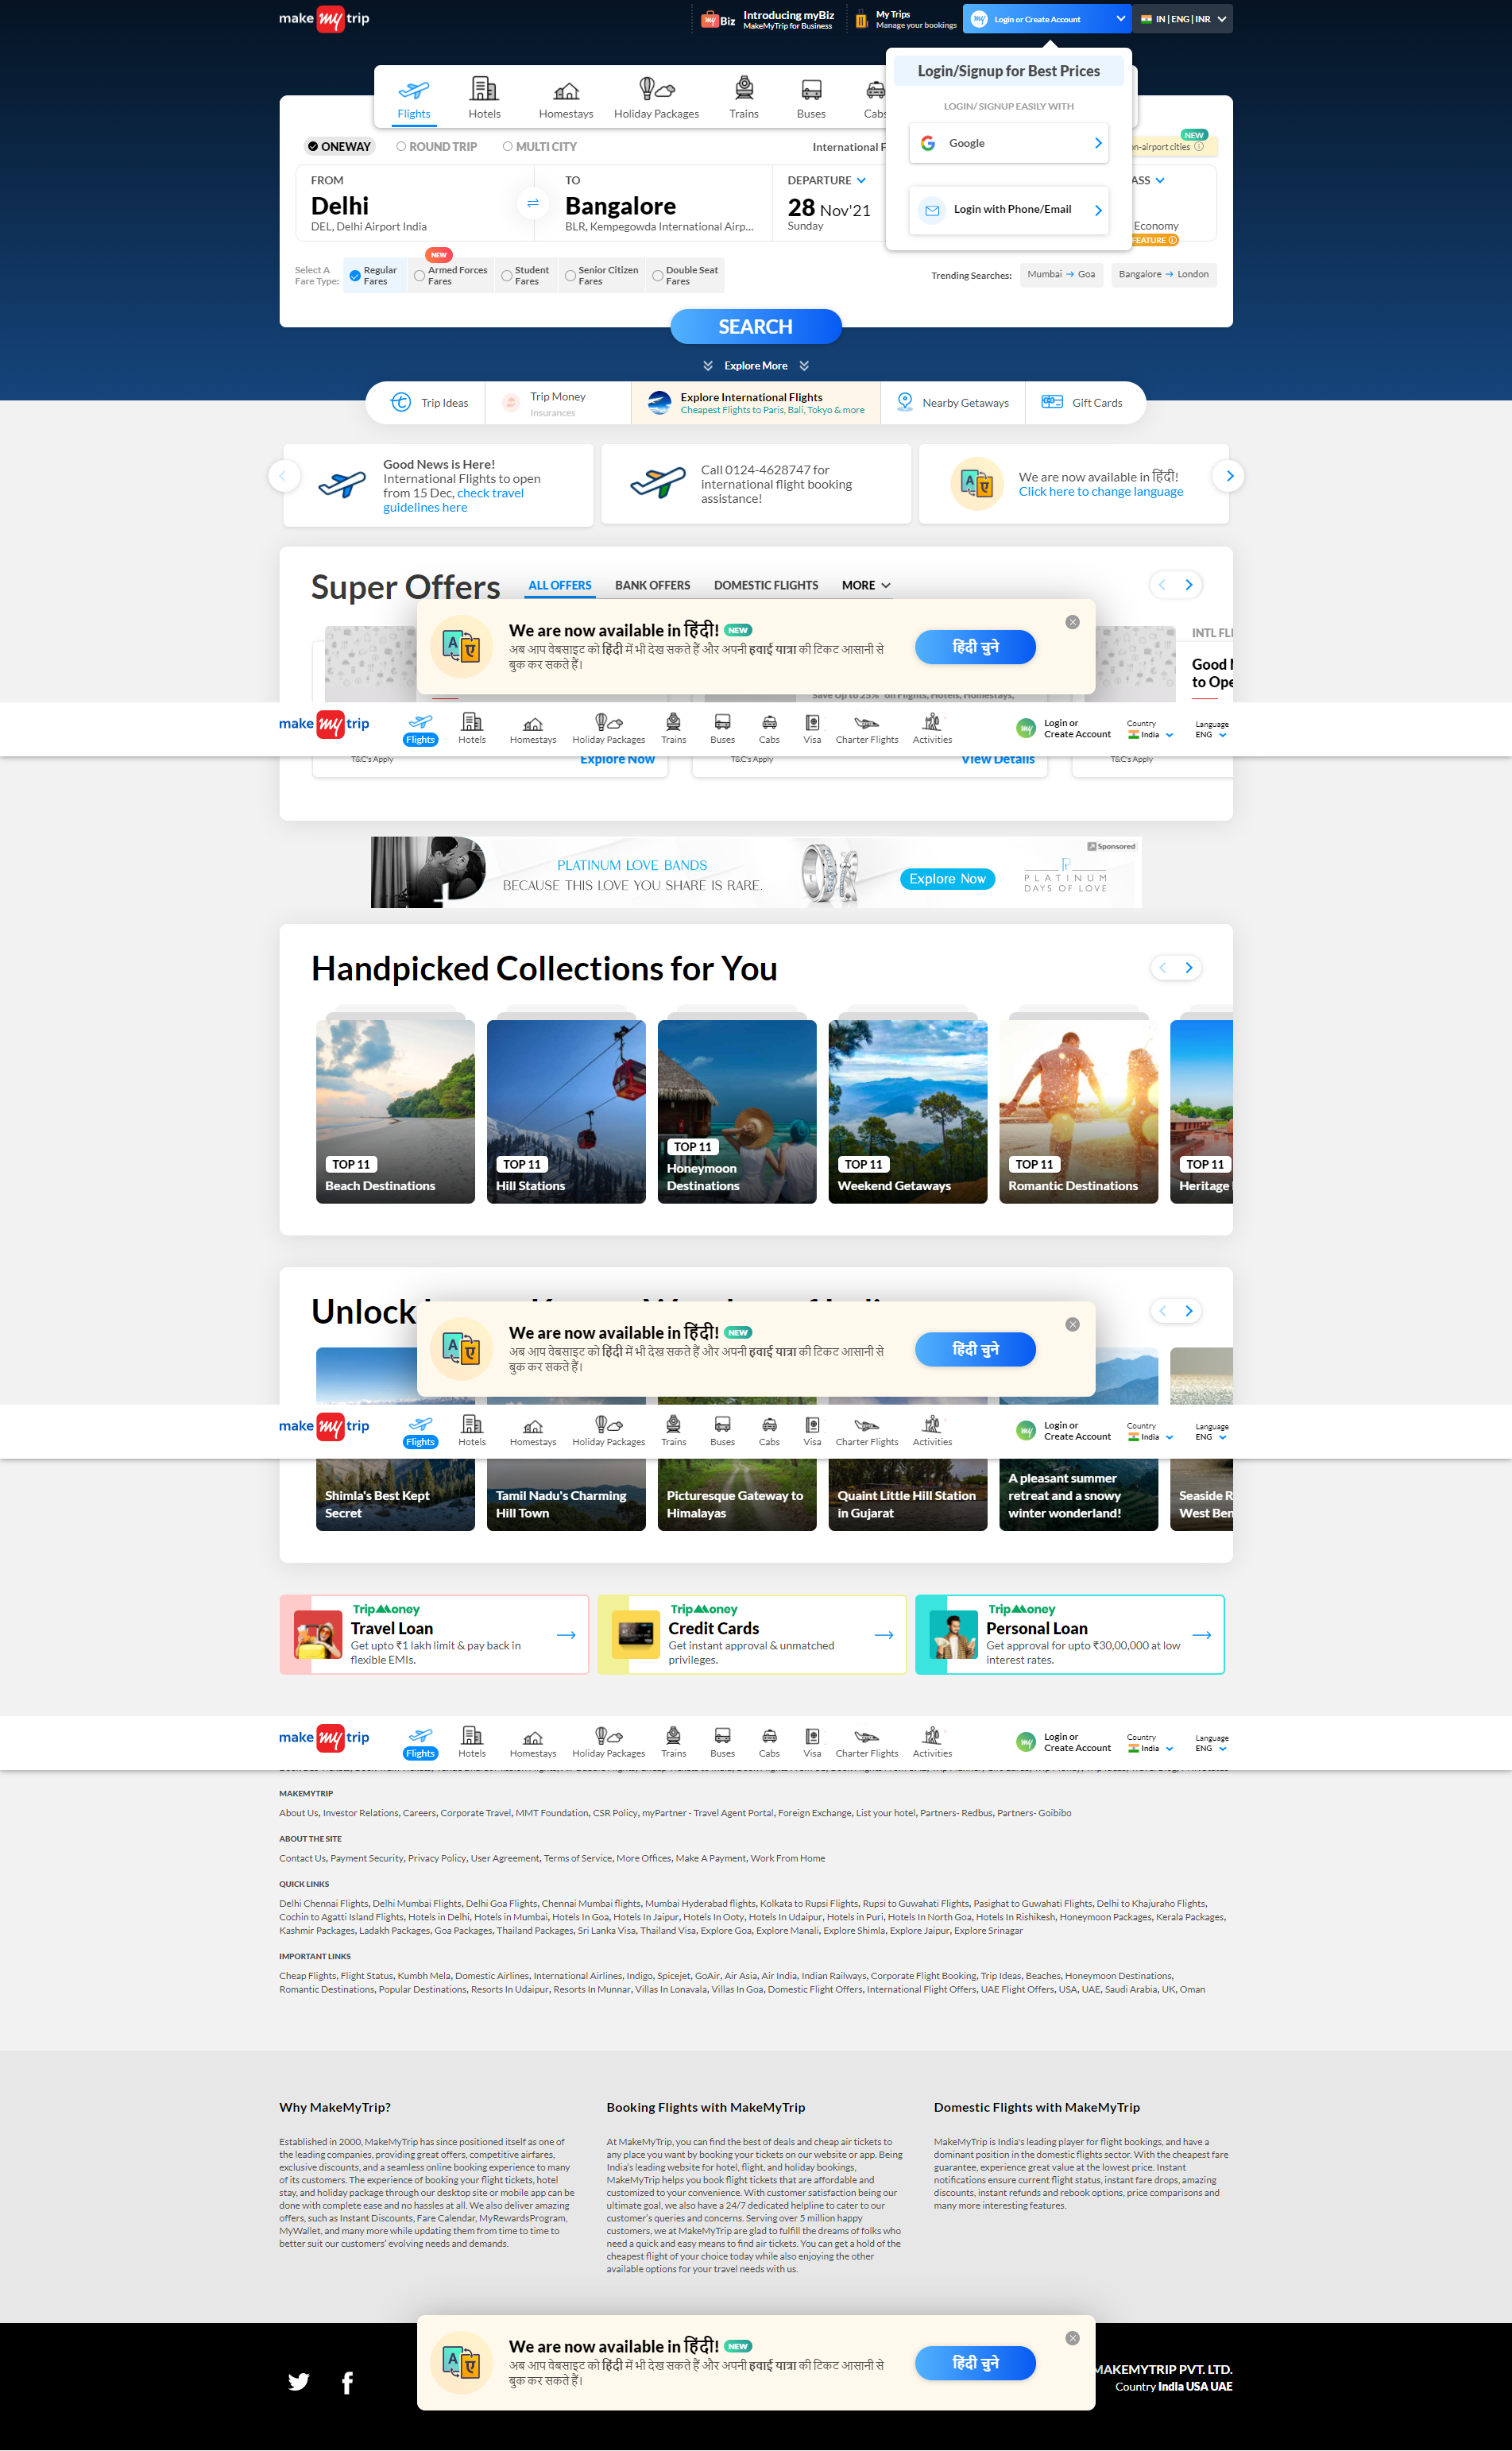 make my trip
myBiz
Introducing myBiz
MakeMyTrip for Business
My Trips
Manage your bookings
my
Login or Create Account
IN | ENG | INR
Login/Signup for Best Prices
LOGIN/ SIGNUP EASILY WITH
Google
Login with Phone/Email
Flights
Hotels
Homestays
Holiday Packages
Trains
Buses
Cabs
ONEWAY
ROUND TRIP
MULTI CITY
International F
NEW
on-airport cities
FROM
Delhi
DEL, Delhi Airport India
TO
Bangalore
BLR, Kempegowda International Airp...
DEPARTURE
28 Nov'21
Sunday
ASS
Economy
FEATURE
Select A
Fare Type:
Regular
Fares
NEW
Armed Forces
Fares
Student
Fares
Senior Citizen
Fares
Double Seat
Fares
Trending Searches:
Mumbai → Goa
Bangalore → London
SEARCH
Explore More
Trip Ideas
Trip Money
Insurances
Explore International Flights
Cheapest Flights to Paris, Bali, Tokyo & more
Nearby Getaways
Gift Cards
Good News is Here!
International Flights to open
from 15 Dec, check travel
guidelines here
Call 0124-4628747 for
international flight booking
assistance!
We are now available in हिंदी!
Click here to change language
Super Offers
ALL OFFERS
BANK OFFERS
DOMESTIC FLIGHTS
MORE
We are now available in हिंदी! NEW
अब आप वेबसाइट को हिंदी में भी देख सकते हैं और अपनी हवाई यात्रा की टिकट आसानी से
बुक कर सकते हैं।
हिंदी चुने
INTL FLI
Good N
to Ope
Save Up to 25% on Flights, Hotels, Homestays,
make my trip
Flights
Hotels
Homestays
Holiday Packages
Trains
Buses
Cabs
Visa
Charter Flights
Activities
my
Login or
Create Account
Country
India
Language
ENG
T&C's Apply
Explore Now
T&C's Apply
View Details
T&C's Apply
PLATINUM LOVE BANDS
BECAUSE THIS LOVE YOU SHARE IS RARE.
Explore Now
Sponsored
PLATINUM
DAYS OF LOVE
Handpicked Collections for You
TOP 11
Beach Destinations
TOP 11
Hill Stations
TOP 11
Honeymoon
Destinations
TOP 11
Weekend Getaways
TOP 11
Romantic Destinations
TOP 11
Heritage
Unlock
We are now available in हिंदी! NEW
अब आप वेबसाइट को हिंदी में भी देख सकते हैं और अपनी हवाई यात्रा की टिकट आसानी से
बुक कर सकते हैं।
हिंदी चुने
make my trip
Flights
Hotels
Homestays
Holiday Packages
Trains
Buses
Cabs
Visa
Charter Flights
Activities
my
Login or
Create Account
Country
India
Language
ENG
Shimla's Best Kept
Secret
Tamil Nadu's Charming
Hill Town
Picturesque Gateway to
Himalayas
Quaint Little Hill Station
in Gujarat
A pleasant summer
retreat and a snowy
winter wonderland!
Seaside R
West Ben
TripMoney
Travel Loan
Get upto ₹1 lakh limit & pay back in
flexible EMIs.
TripMoney
Credit Cards
Get instant approval & unmatched
privileges.
TripMoney
Personal Loan
Get approval for upto ₹30,00,000 at low
interest rates.
make my trip
Flights
Hotels
Homestays
Holiday Packages
Trains
Buses
Cabs
Visa
Charter Flights
Activities
my
Login or
Create Account
Country
India
Language
ENG
MAKEMYTRIP
About Us, Investor Relations, Careers, Corporate Travel, MMT Foundation, CSR Policy, myPartner - Travel Agent Portal, Foreign Exchange, List your hotel, Partners- Redbus, Partners- Goibibo
ABOUT THE SITE
Contact Us, Payment Security, Privacy Policy, User Agreement, Terms of Service, More Offices, Make A Payment, Work From Home
QUICK LINKS
Delhi Chennai Flights, Delhi Mumbai Flights, Delhi Goa Flights, Chennai Mumbai flights, Mumbai Hyderabad flights, Kolkata to Rupsi Flights, Rupsi to Guwahati Flights, Pasighat to Guwahati Flights, Delhi to Khajuraho Flights,
Cochin to Agatti Island Flights, Hotels in Delhi, Hotels in Mumbai, Hotels In Goa, Hotels In Jaipur, Hotels In Ooty, Hotels In Udaipur, Hotels in Puri, Hotels In North Goa, Hotels In Rishikesh, Honeymoon Packages, Kerala Packages,
Kashmir Packages, Ladakh Packages, Goa Packages, Thailand Packages, Sri Lanka Visa, Thailand Visa, Explore Goa, Explore Manali, Explore Shimla, Explore Jaipur, Explore Srinagar
IMPORTANT LINKS
Cheap Flights, Flight Status, Kumbh Mela, Domestic Airlines, International Airlines, Indigo, Spicejet, GoAir, Air Asia, Air India, Indian Railways, Corporate Flight Booking, Trip Ideas, Beaches, Honeymoon Destinations,
Romantic Destinations, Popular Destinations, Resorts In Udaipur, Resorts In Munnar, Villas In Lonavala, Villas In Goa, Domestic Flight Offers, International Flight Offers, UAE Flight Offers, USA, UAE, Saudi Arabia, UK, Oman
Why MakeMyTrip?
Established in 2000, MakeMyTrip has since positioned itself as one of
the leading companies, providing great offers, competitive airfares,
exclusive discounts, and a seamless online booking experience to many
of its customers. The experience of booking your flight tickets, hotel
stay, and holiday package through our desktop site or mobile app can be
done with complete ease and no hassles at all. We also deliver amazing
offers, such as Instant Discounts, Fare Calendar, MyRewardsProgram,
MyWallet, and many more while updating them from time to time to
better suit our customers' evolving needs and demands.
Booking Flights with MakeMyTrip
At MakeMyTrip, you can find the best of deals and cheap air tickets to
any place you want by booking your tickets on our website or app. Being
India's leading website for hotel, flight, and holiday bookings,
MakeMyTrip helps you book flight tickets that are affordable and
customized to your convenience. With customer satisfaction being our
ultimate goal, we also have a 24/7 dedicated helpline to cater to our
customer's queries and concerns. Serving over 5 million happy
customers, we at MakeMyTrip are glad to fulfill the dreams of folks who
need a quick and easy means to find air tickets. You can get a hold of the
cheapest flight of your choice today while also enjoying the other
available options for your travel needs with us.
Domestic Flights with MakeMyTrip
MakeMyTrip is India's leading player for flight bookings, and have a
dominant position in the domestic flights sector. With the cheapest fare
guarantee, experience great value at the lowest price. Instant
notifications ensure current flight status, instant fare drops, amazing
discounts, instant refunds and rebook options, price comparisons and
many more interesting features.
We are now available in हिंदी! NEW
अब आप वेबसाइट को हिंदी में भी देख सकते हैं और अपनी हवाई यात्रा की टिकट आसानी से
बुक कर सकते हैं।
हिंदी चुने
MAKEMYTRIP PVT. LTD.
Country India USA UAE